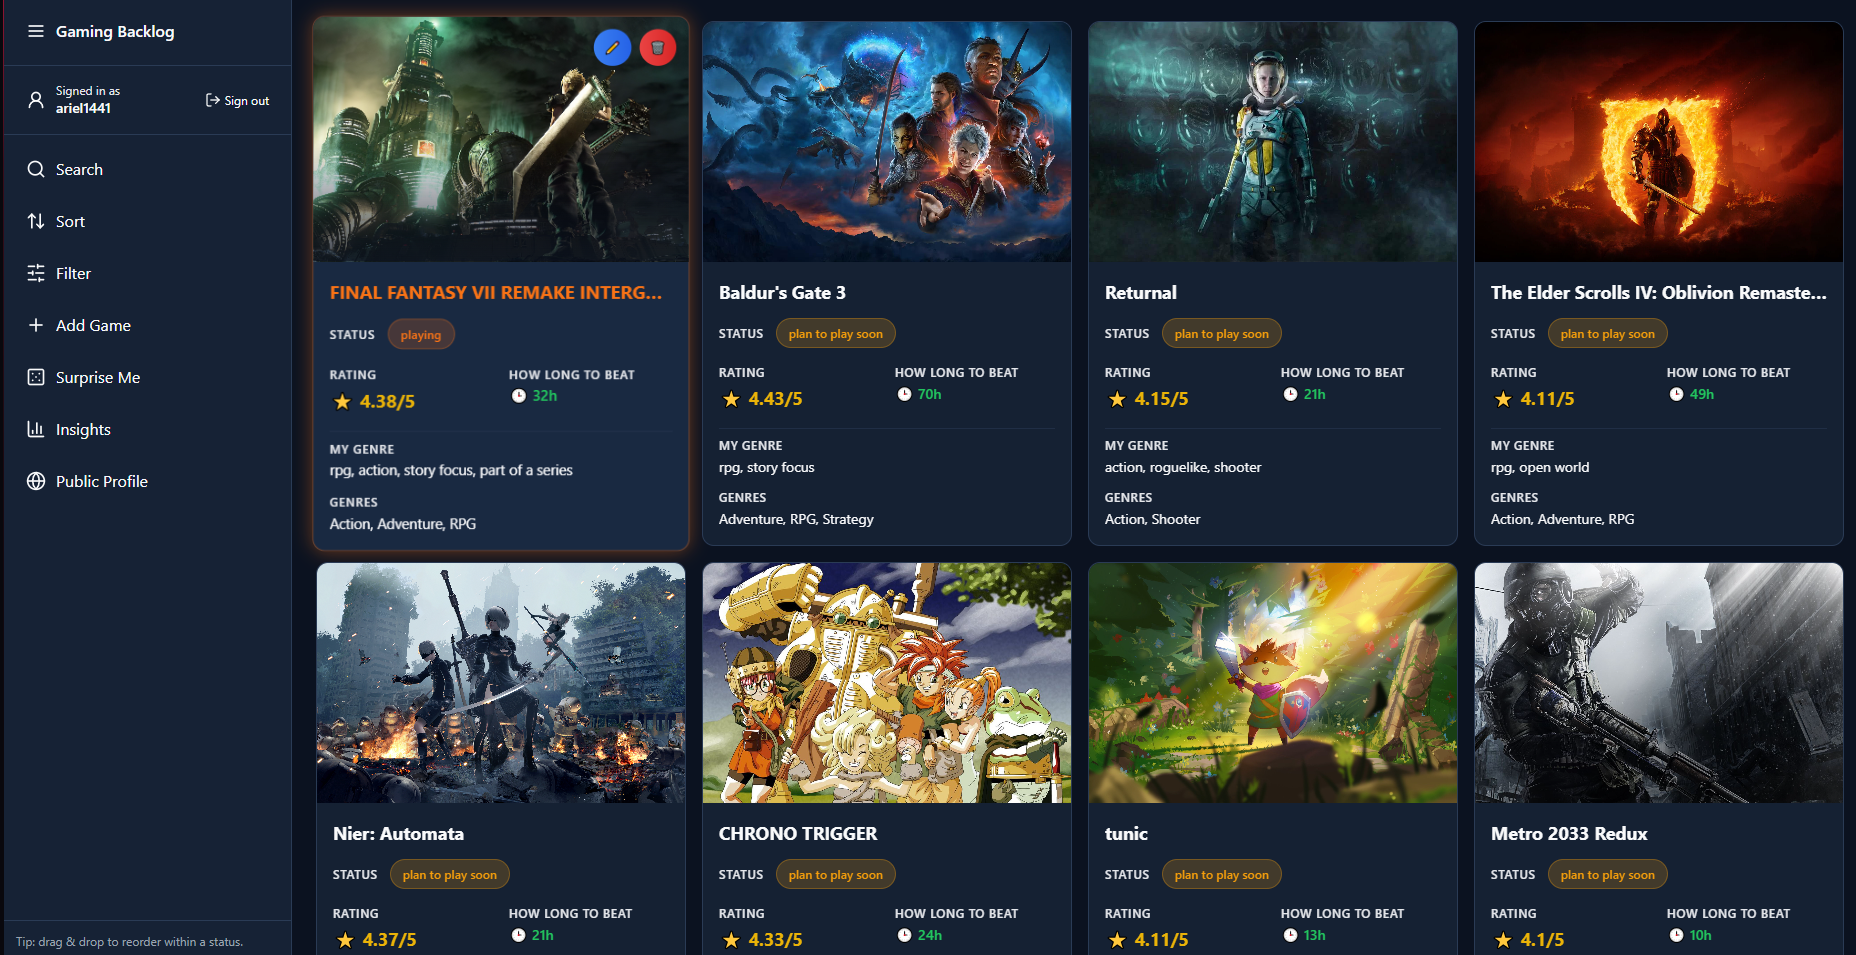 Gaming Backlog
Signed in as
ariel1441
Sign out
Search
Sort
Filter
Add Game
Surprise Me
Insights
Public Profile
Tip: drag & drop to reorder within a status.
FINAL FANTASY VII REMAKE INTERG...
STATUS playing
RATING HOW LONG TO BEAT
4.38/5 32h
MY GENRE
rpg, action, story focus, part of a series
GENRES
Action, Adventure, RPG
Baldur's Gate 3
STATUS plan to play soon
RATING HOW LONG TO BEAT
4.43/5 70h
MY GENRE
rpg, story focus
GENRES
Adventure, RPG, Strategy
Returnal
STATUS plan to play soon
RATING HOW LONG TO BEAT
4.15/5 21h
MY GENRE
action, roguelike, shooter
GENRES
Action, Shooter
The Elder Scrolls IV: Oblivion Remaste...
STATUS plan to play soon
RATING HOW LONG TO BEAT
4.11/5 49h
MY GENRE
rpg, open world
GENRES
Action, Adventure, RPG
Nier: Automata
STATUS plan to play soon
RATING HOW LONG TO BEAT
4.37/5 21h
CHRONO TRIGGER
STATUS plan to play soon
RATING HOW LONG TO BEAT
4.33/5 24h
tunic
STATUS plan to play soon
RATING HOW LONG TO BEAT
4.11/5 13h
Metro 2033 Redux
STATUS plan to play soon
RATING HOW LONG TO BEAT
4.1/5 10h